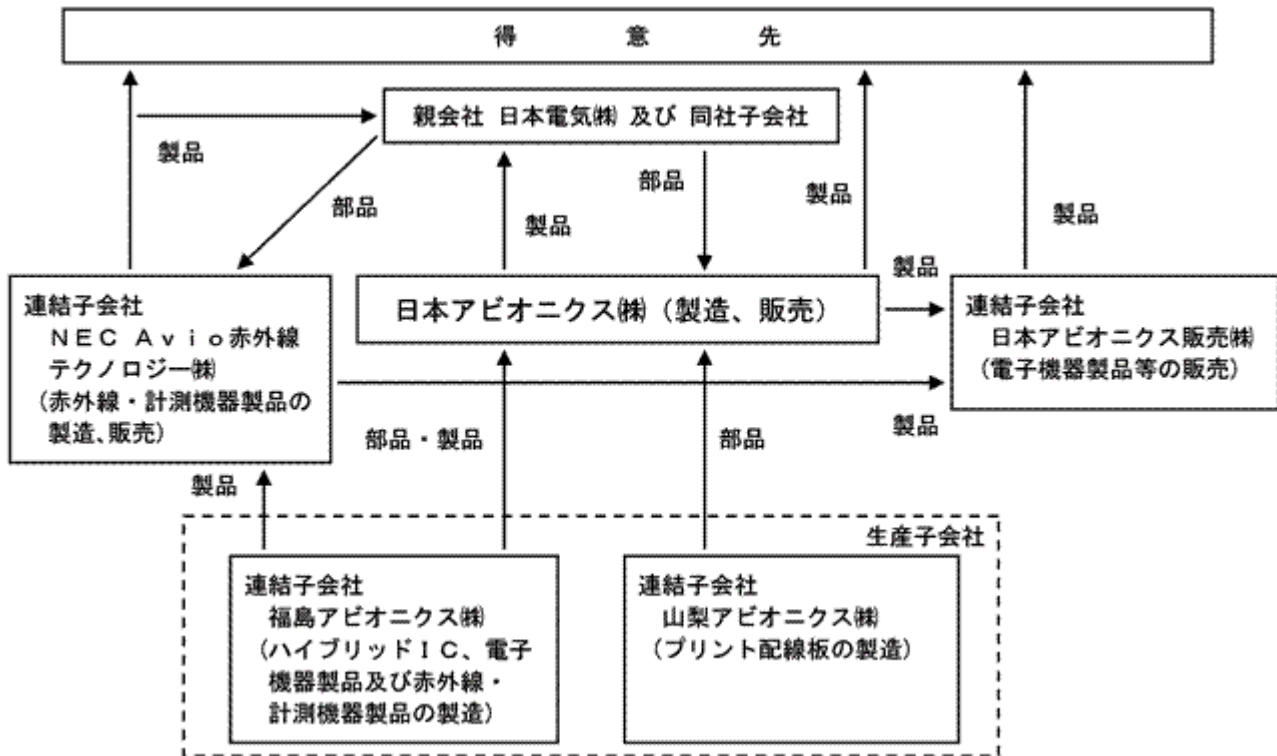 得意先
親会社 日本電気㈱ 及び 同社子会社
製品
部品
製品
部品
製品
製品
連結子会社
ＮＥＣ Ａｖｉｏ赤外線
テクノロジー㈱
(赤外線・計測機器製品の
製造、販売)
日本アビオニクス㈱（製造、販売）
製品
連結子会社
日本アビオニクス販売㈱
(電子機器製品等の販売)
製品
部品・製品
部品
製品
生産子会社
連結子会社
福島アビオニクス㈱
(ハイブリッドＩＣ、電子
機器製品及び赤外線・
計測機器製品の製造)
連結子会社
山梨アビオニクス㈱
(プリント配線板の製造)